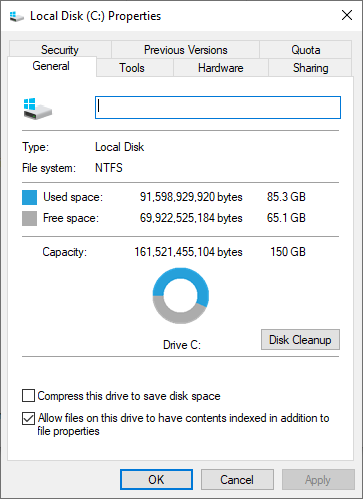 Local Disk (C:) Properties
Security Previous Versions Quota
General Tools Hardware Sharing
Type: Local Disk
File system: NTFS
Used space: 91,598,929,920 bytes 85.3 GB
Free space: 69,922,525,184 bytes 65.1 GB
Capacity: 161,521,455,104 bytes 150 GB
Drive C:
Disk Cleanup
Compress this drive to save disk space
Allow files on this drive to have contents indexed in addition to
file properties
OK Cancel Apply